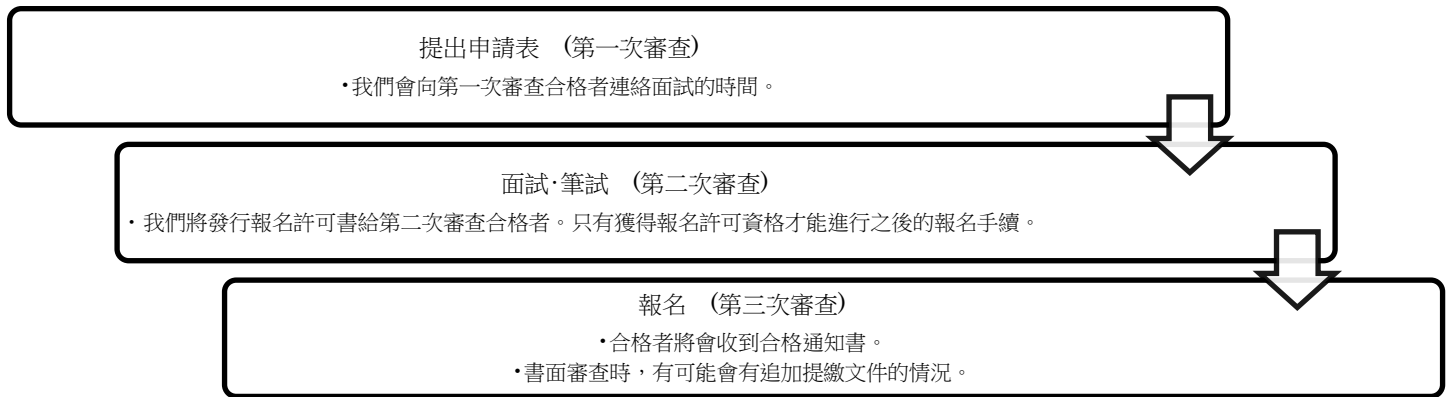 提出申請表　(第一次審查)
・我們會向第一次審查合格者連絡面試的時間。
面試・筆試　(第二次審查)
・我們將發行報名許可書給第二次審查合格者。只有獲得報名許可資格才能進行之後的報名手續。
報名　(第三次審查)
・合格者將會收到合格通知書。
・書面審查時，有可能會有追加提繳文件的情況。